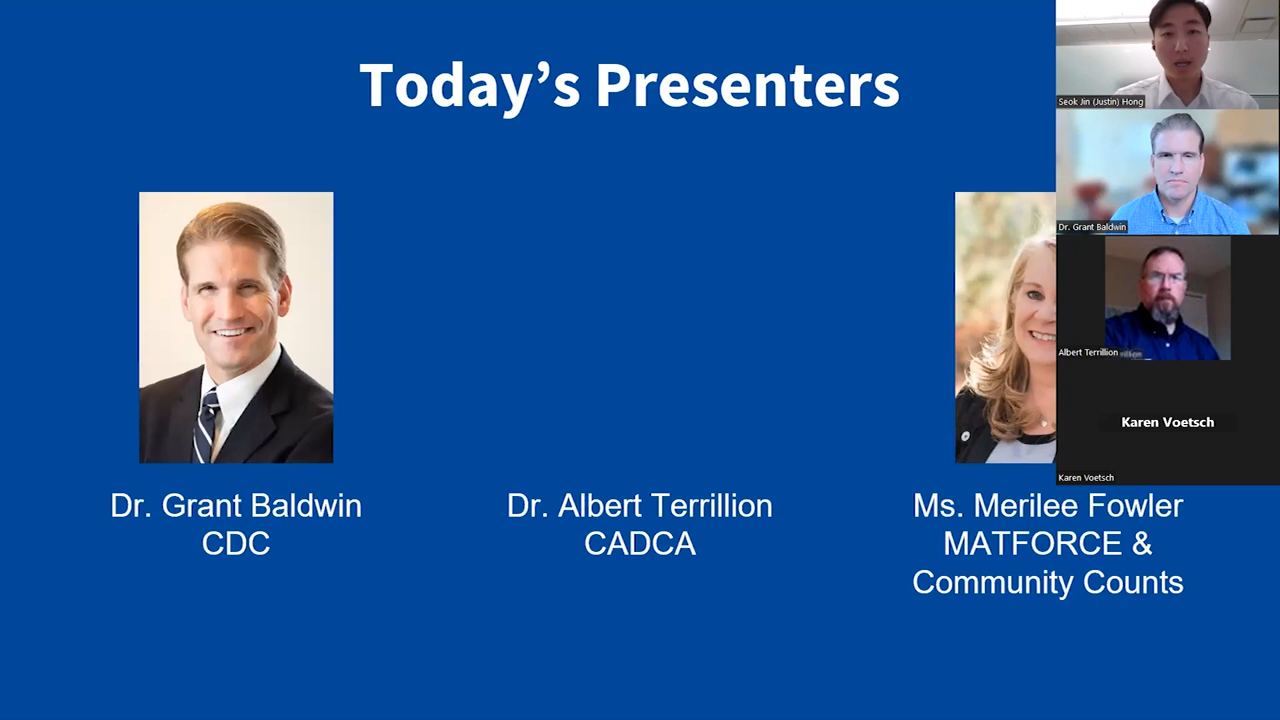 Today's Presenters
Dr. Grant Baldwin
CDC
Dr. Albert Terrillion
CADCA
Ms. Merilee Fowler
MATFORCE &
Community Counts
Seok Jin (Justin) Hong
Dr. Grant Baldwin
Albert Terrillion
Karen Voetsch
Karen Voetsch